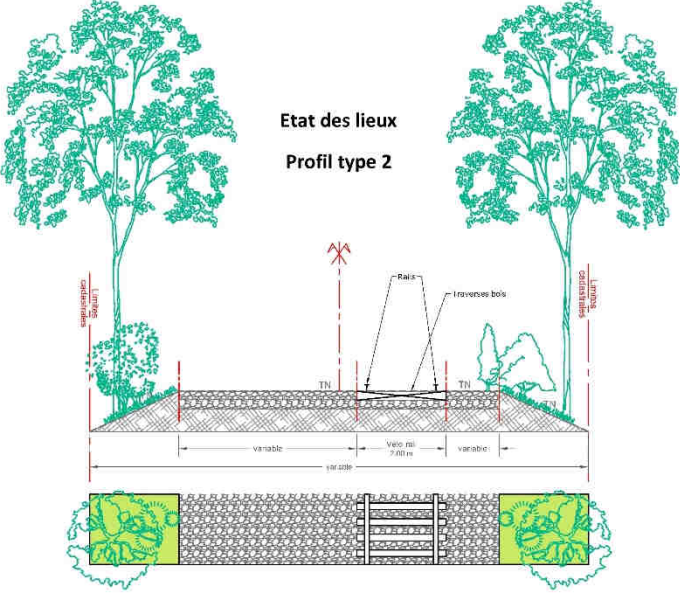 Etat des lieux
Profil type 2
Rails
Traverses bois
Limites
cadastrales
Limites
cadastrales
TN
TN
TN
variable
Vélo rail
2.00 m
variable
variable